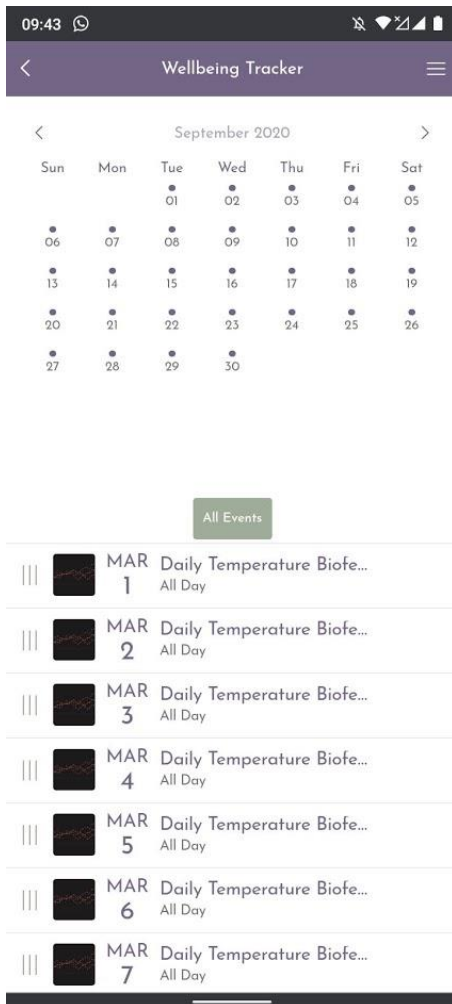 09:43
Wellbeing Tracker
September 2020
Sun Mon Tue Wed Thu Fri Sat
01 02 03 04 05
06 07 08 09 10 11 12
13 14 15 16 17 18 19
20 21 22 23 24 25 26
27 28 29 30
All Events
MAR 1 Daily Temperature Biofe...
All Day
MAR 2 Daily Temperature Biofe...
All Day
MAR 3 Daily Temperature Biofe...
All Day
MAR 4 Daily Temperature Biofe...
All Day
MAR 5 Daily Temperature Biofe...
All Day
MAR 6 Daily Temperature Biofe...
All Day
MAR 7 Daily Temperature Biofe...
All Day